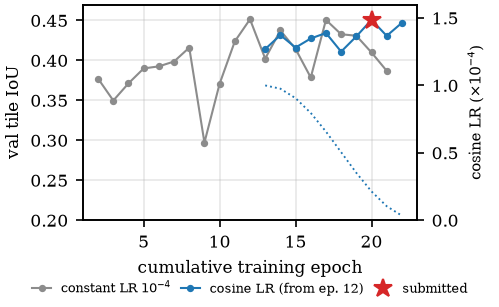 val tile IoU
0.45
0.40
0.35
0.30
0.25
0.20
1.5
1.0
0.5
0.0
cosine LR (×10⁻⁴)
5
10
15
20
cumulative training epoch
constant LR 10⁻⁴
cosine LR (from ep. 12)
submitted